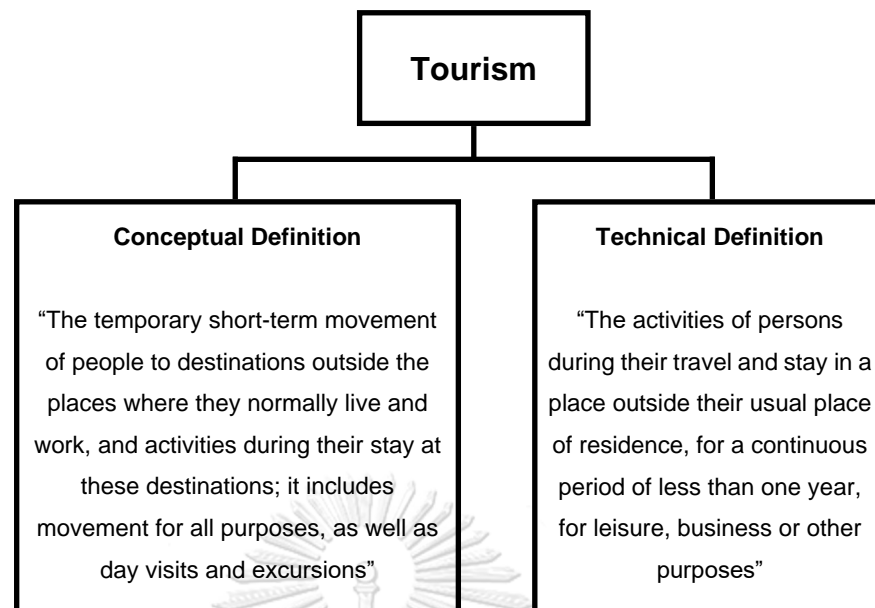 Tourism
Conceptual Definition
“The temporary short-term movement
of people to destinations outside the
places where they normally live and
work, and activities during their stay at
these destinations; it includes
movement for all purposes, as well as
day visits and excursions”
Technical Definition
“The activities of persons
during their travel and stay in a
place outside their usual place
of residence, for a continuous
period of less than one year,
for leisure, business or other
purposes”